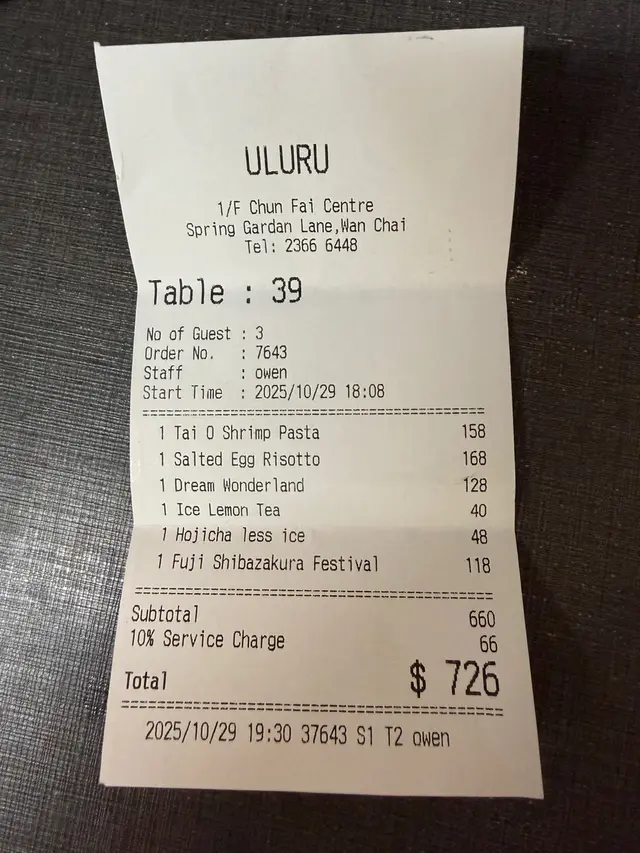 ULURU
1/F Chun Fai Centre
Spring Gardan Lane,Wan Chai
Tel: 2366 6448
Table : 39
No of Guest : 3
Order No. : 7643
Staff : owen
Start Time : 2025/10/29 18:08
1 Tai O Shrimp Pasta 158
1 Salted Egg Risotto 168
1 Dream Wonderland 128
1 Ice Lemon Tea 40
1 Hojicha less ice 48
1 Fuji Shibazakura Festival 118
Subtotal 660
10% Service Charge 66
Total $ 726
2025/10/29 19:30 37643 S1 T2 owen